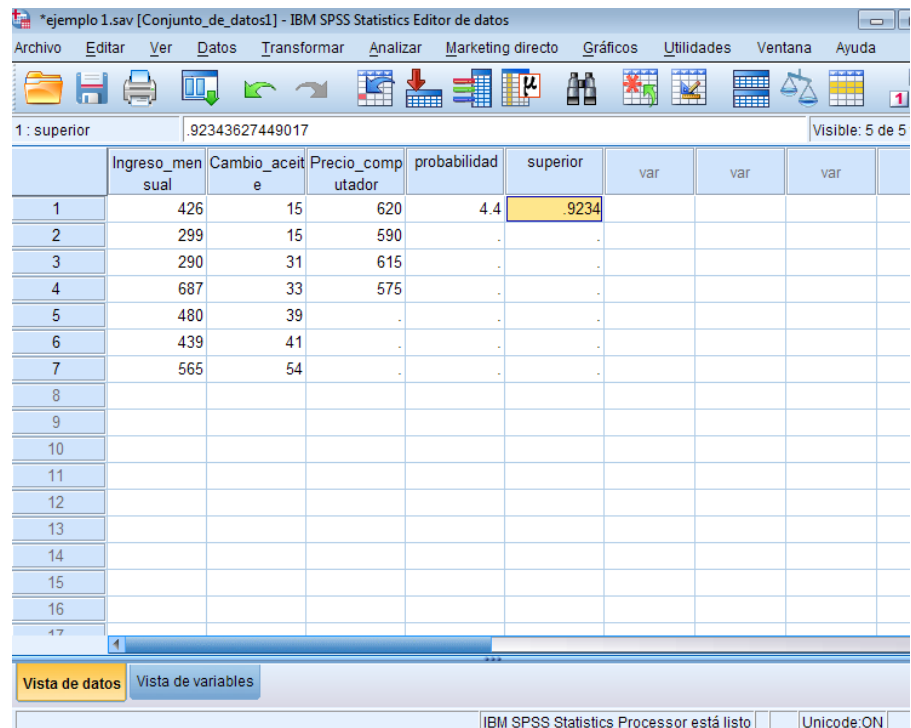 *ejemplo 1.sav [Conjunto_de_datos1] - IBM SPSS Statistics Editor de datos
Archivo Editar Ver Datos Transformar Analizar Marketing directo Gráficos Utilidades Ventana Ayuda
1 : superior .92343627449017 Visible: 5 de 5
Ingreso_mensual Cambio_aceite Precio_computador probabilidad superior var var var
1 426 15 620 4.4 .9234
2 299 15 590 . .
3 290 31 615 . .
4 687 33 575 . .
5 480 39 . . .
6 439 41 . . .
7 565 54 . . .
8
9
10
11
12
13
14
15
16
17
Vista de datos Vista de variables
IBM SPSS Statistics Processor está listo Unicode:ON